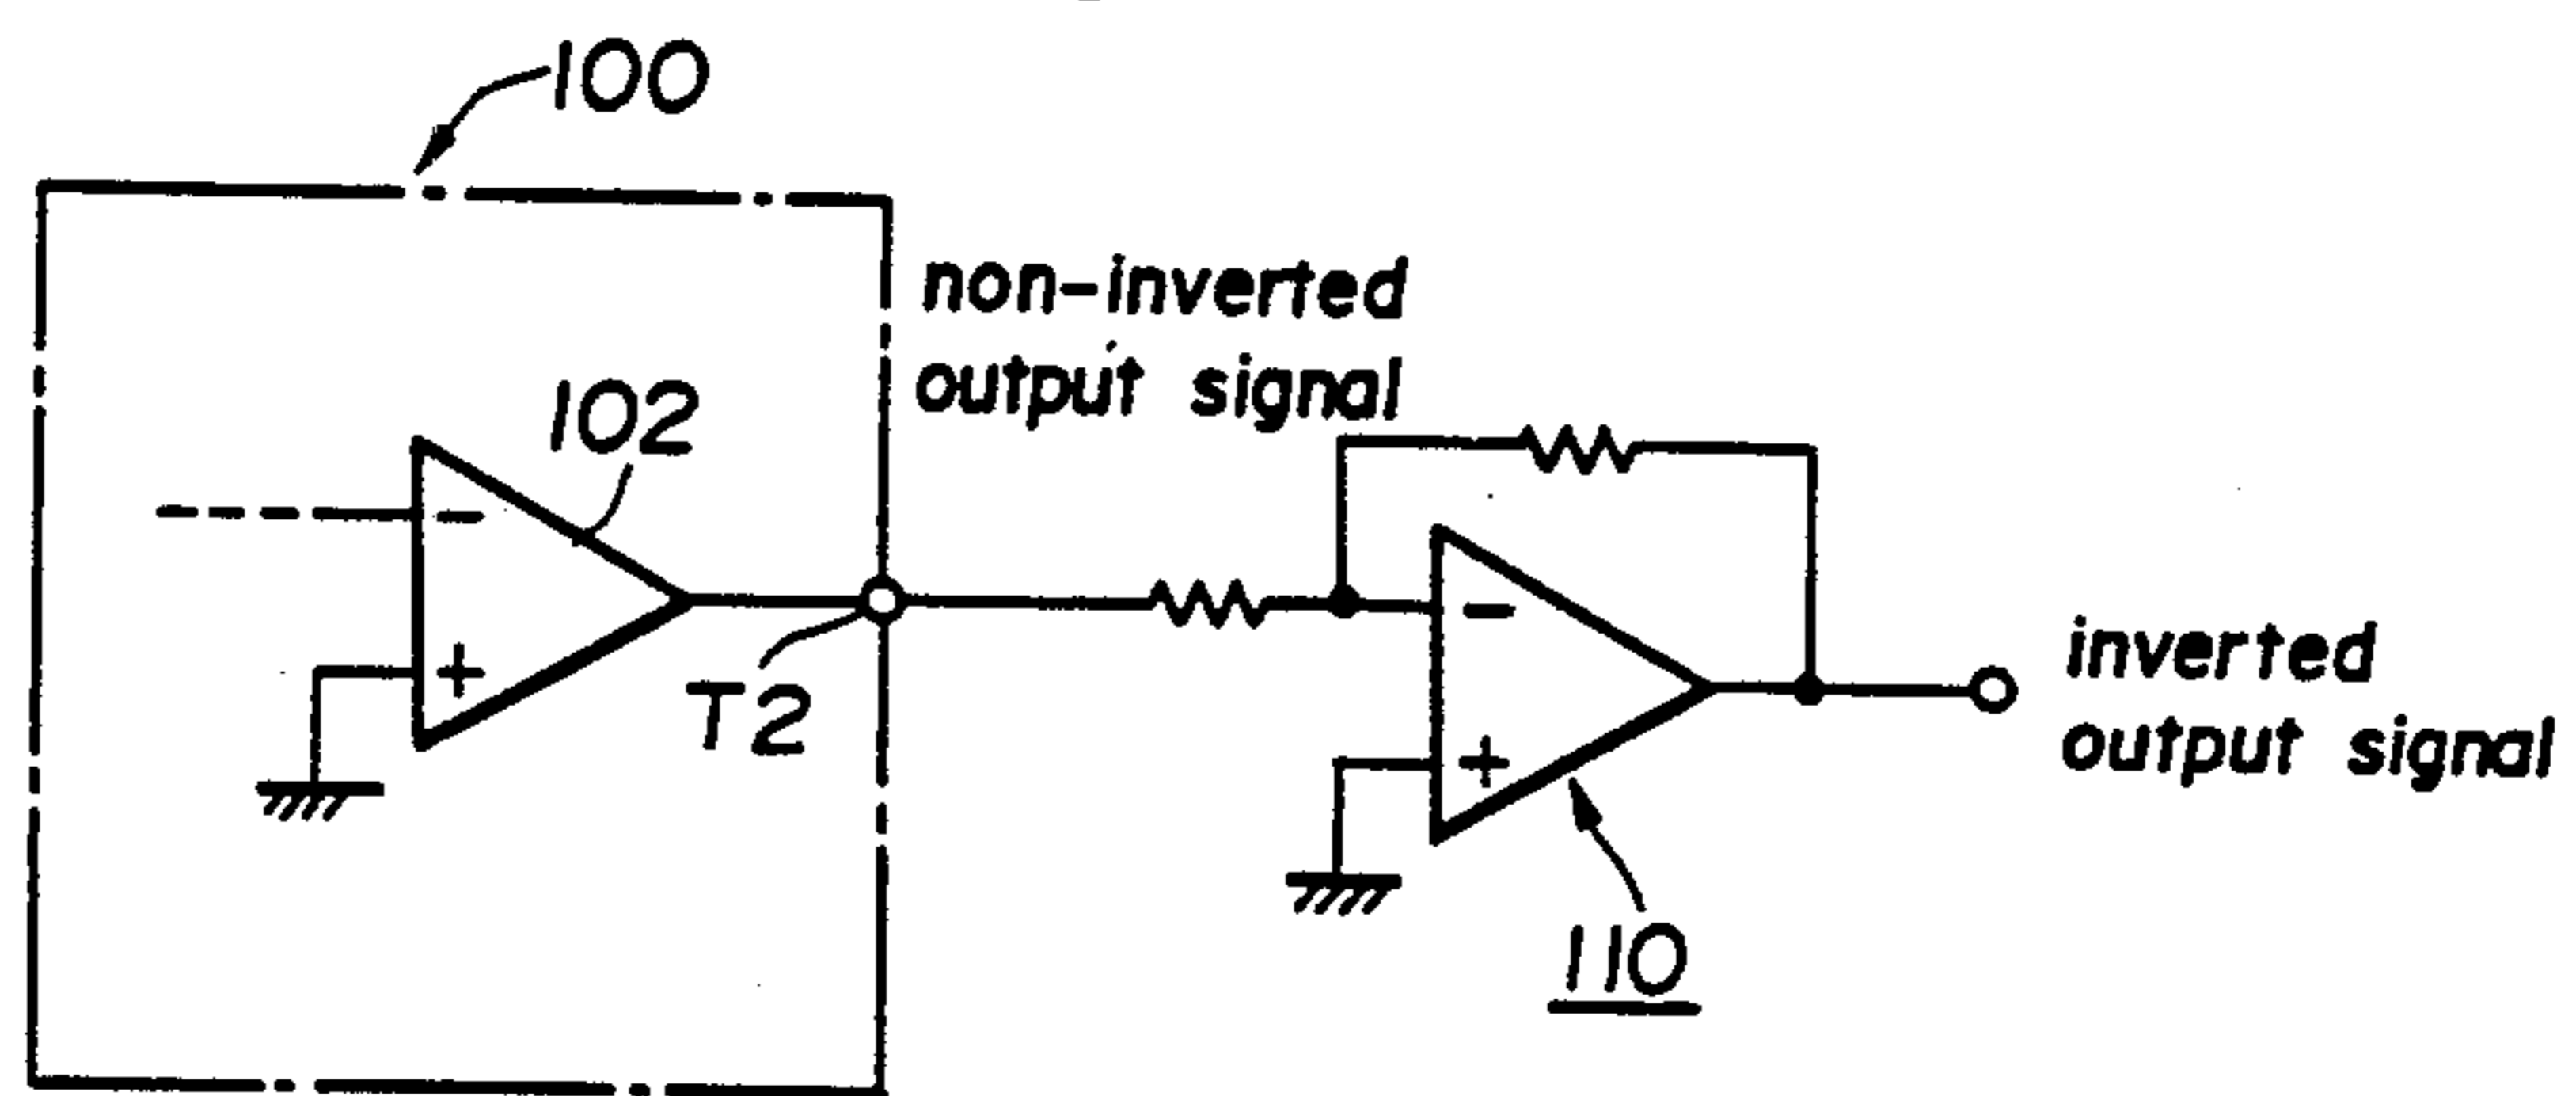 100
non-inverted
output signal
102
-
+
T2
-
+
inverted
output signal
110